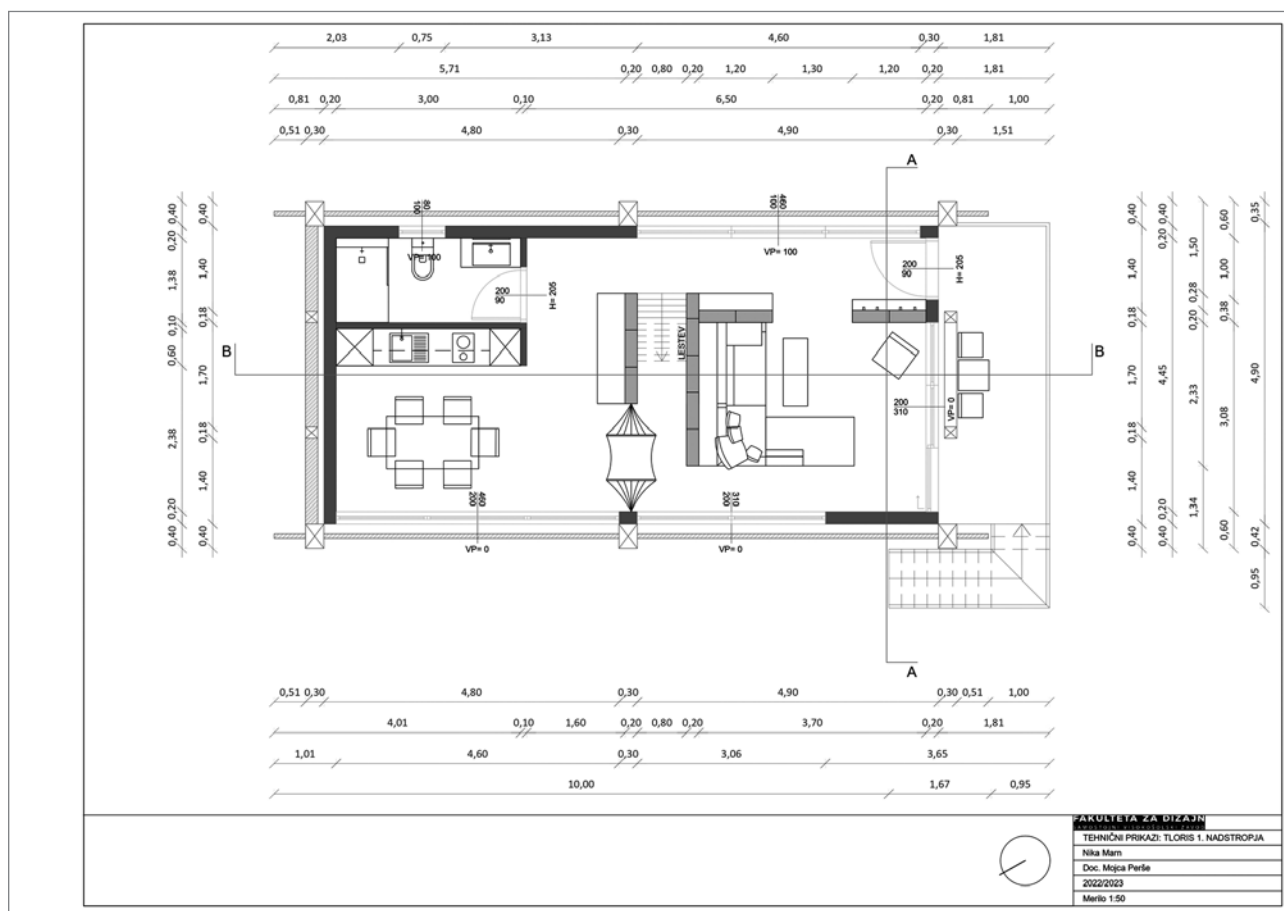 2,03 0,75 3,13 4,60 0,30 1,81
5,71 0,20 0,80 0,20 1,20 1,30 1,20 0,20 1,81
0,81 0,20 3,00 0,10 6,50 0,20 0,81 1,00
0,51 0,30 4,80 0,30 4,90 0,30 1,51
A
0,40 0,20 1,38 0,10 0,60 2,38 0,20 0,40
0,40 1,40 0,18 1,70 0,18 1,40 0,40
80
100
VP= 100
460
100
VP= 100
200
90
H= 205
200
90
H= 205
B
LESTEV
B
200
310
VP= 0
460
200
VP= 0
310
200
VP= 0
0,40 1,40 0,18 1,70 0,18 1,40 0,40
0,40 0,20 4,45 0,20 0,40
1,50 0,28 0,20 2,33 1,34
0,60 1,00 0,38 3,08 0,60
0,35 4,90 0,42 0,95
A
0,51 0,30 4,80 0,30 4,90 0,30 0,51 1,00
4,01 0,10 1,60 0,20 0,80 0,20 3,70 0,20 1,81
1,01 4,60 0,30 3,06 3,65
10,00 1,67 0,95
FAKULTETA ZA DIZAJN
TEHNIČNI PRIKAZI: TLORIS 1. NADSTROPJA
Nika Marn
Doc. Mojca Perše
2022/2023
Merilo 1:50